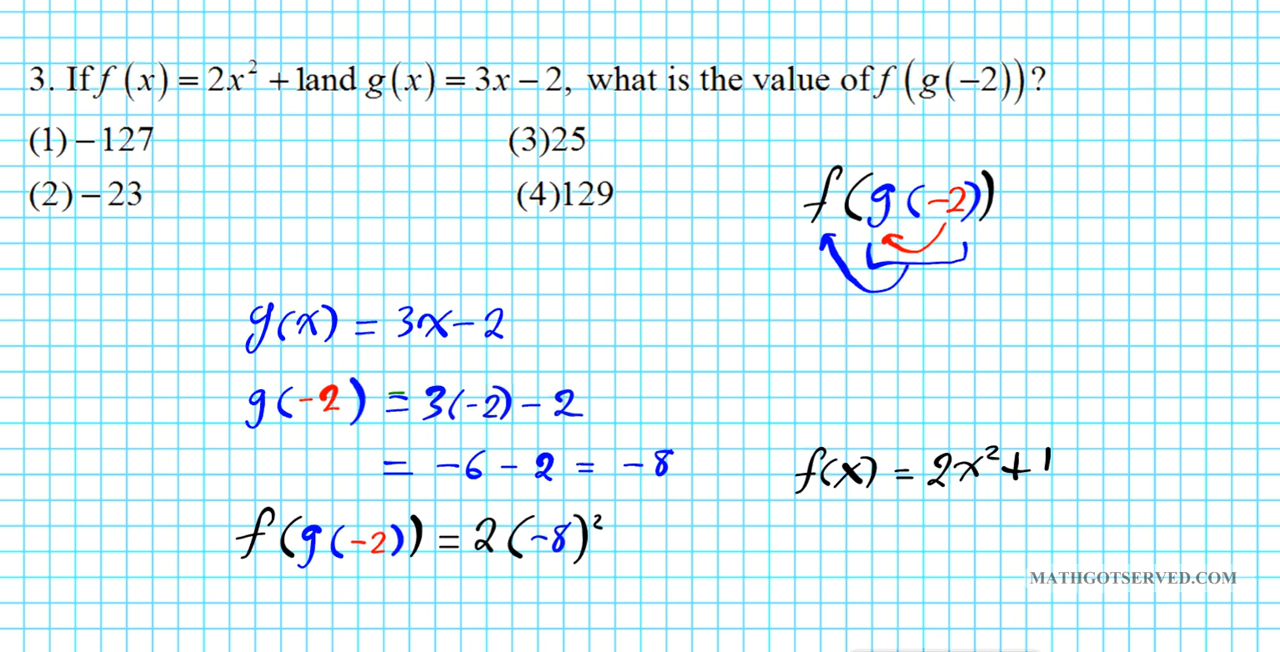 3. If f(x) = 2x² + land g(x) = 3x − 2, what is the value of f(g(−2))?
(1) −127
(3)25
(2) −23
(4)129
f(g(−2))
g(x) = 3x − 2
g(−2) = 3(−2) − 2
= −6 − 2 = −8
f(x) = 2x² + 1
f(g(−2)) = 2(−8)²
MATHGOTSERVED.COM